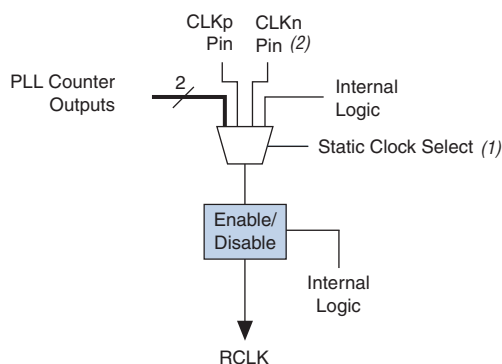 CLKp
Pin
CLKn
Pin (2)
PLL Counter
Outputs
2
Internal
Logic
Static Clock Select (1)
Enable/
Disable
Internal
Logic
RCLK